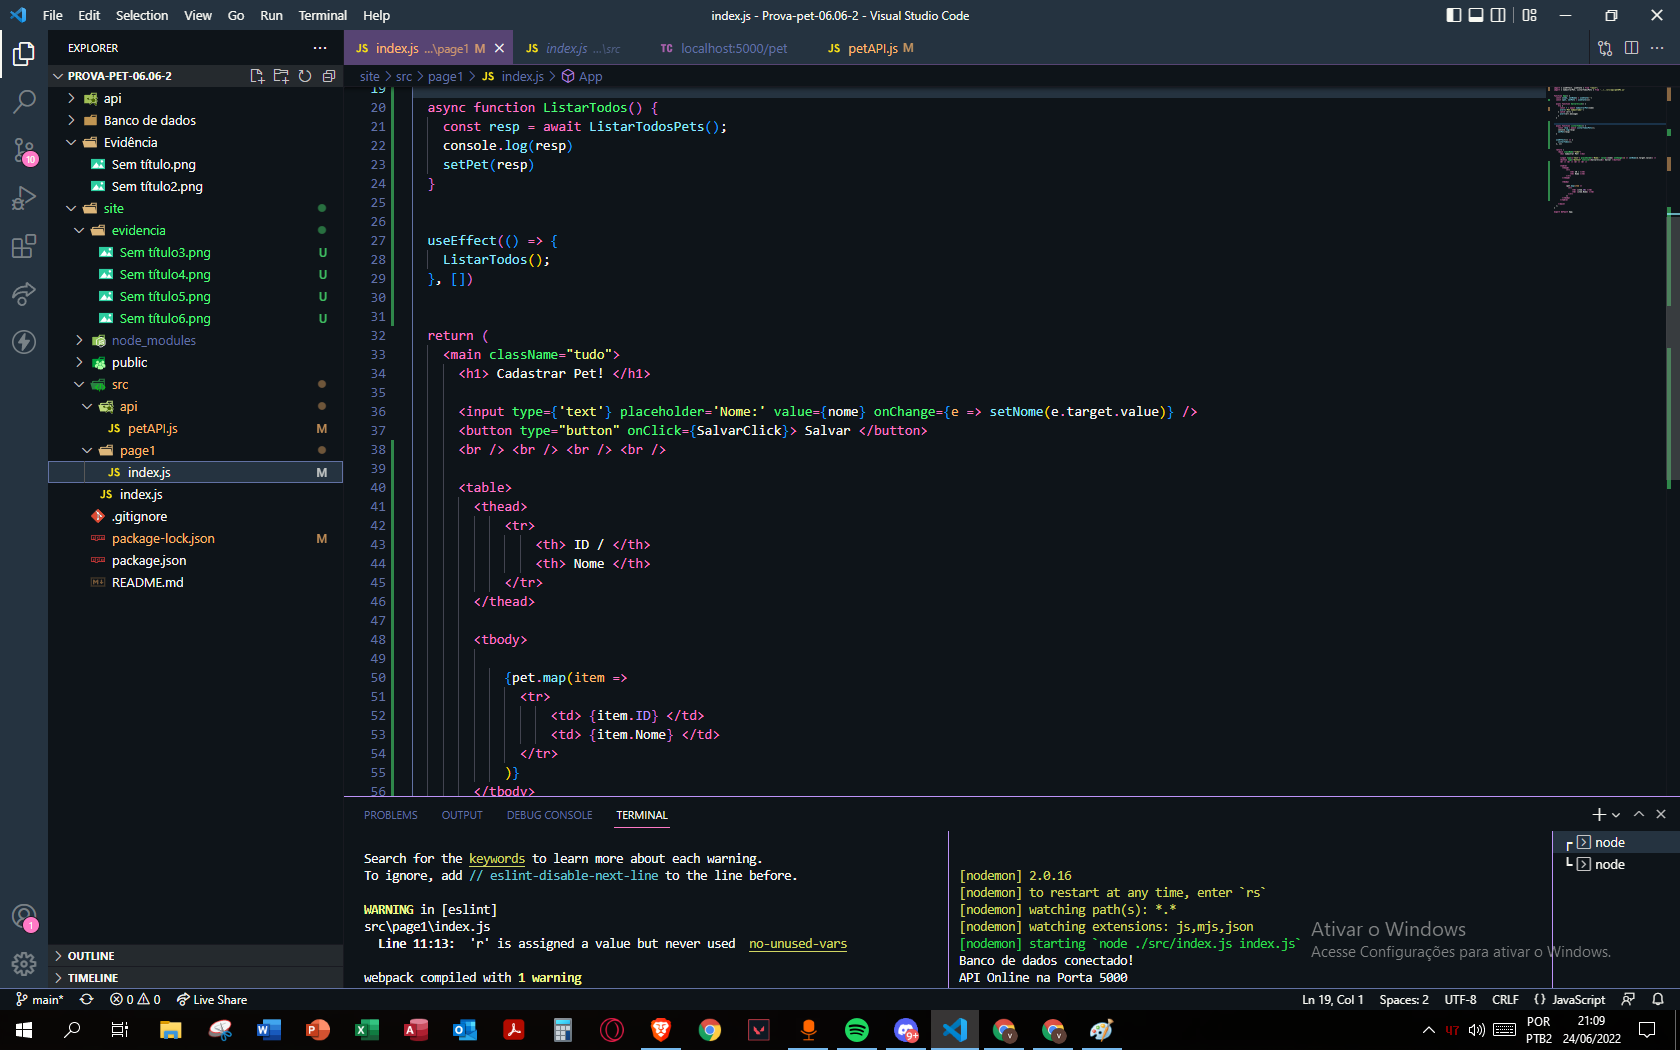 File Edit Selection View Go Run Terminal Help
index.js - Prova-pet-06.06-2 - Visual Studio Code
EXPLORER
PROVA-PET-06.06-2
api
Banco de dados
Evidência
Sem título.png
Sem título2.png
site
evidencia
Sem título3.png U
Sem título4.png U
Sem título5.png U
Sem título6.png U
node_modules
public
src
api
petAPI.js M
page1
index.js M
index.js
.gitignore
package-lock.json M
package.json
README.md
OUTLINE
TIMELINE
10
1
JS index.js ...\page1 M
JS index.js ...\src
TC localhost:5000/pet
JS petAPI.js M
site > src > page1 > JS index.js > App
19
20 async function ListarTodos() {
21 const resp = await ListarTodosPets();
22 console.log(resp)
23 setPet(resp)
24 }
25
26
27 useEffect(() => {
28 ListarTodos();
29 }, [])
30
31
32 return (
33 <main className="tudo">
34 <h1> Cadastrar Pet! </h1>
35
36 <input type={'text'} placeholder='Nome:' value={nome} onChange={e => setNome(e.target.value)} />
37 <button type="button" onClick={SalvarClick}> Salvar </button>
38 <br /> <br /> <br /> <br />
39
40 <table>
41 <thead>
42 <tr>
43 <th> ID / </th>
44 <th> Nome </th>
45 </tr>
46 </thead>
47
48 <tbody>
49
50 {pet.map(item =>
51 <tr>
52 <td> {item.ID} </td>
53 <td> {item.Nome} </td>
54 </tr>
55 )}
56 </tbody>
PROBLEMS OUTPUT DEBUG CONSOLE TERMINAL
Search for the keywords to learn more about each warning.
To ignore, add // eslint-disable-next-line to the line before.
WARNING in [eslint]
src\page1\index.js
Line 11:13: 'r' is assigned a value but never used no-unused-vars
webpack compiled with 1 warning
[nodemon] 2.0.16
[nodemon] to restart at any time, enter `rs`
[nodemon] watching path(s): *.*
[nodemon] watching extensions: js,mjs,json
[nodemon] starting `node ./src/index.js index.js`
Banco de dados conectado!
API Online na Porta 5000
node
node
Ativar o Windows
Acesse Configurações para ativar o Windows.
main* 0 0 Live Share
Ln 19, Col 1 Spaces: 2 UTF-8 CRLF {} JavaScript
9+
POR
PTB2
21:09
24/06/2022